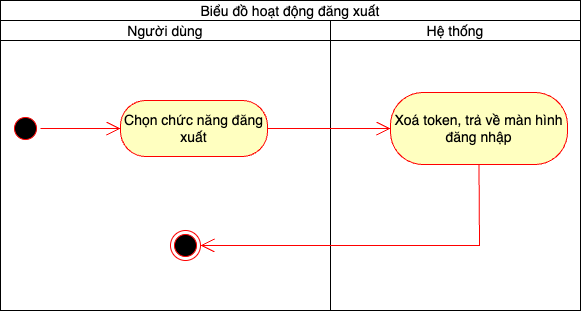 Biểu đồ hoạt động đăng xuất
Người dùng
Hệ thống
Chọn chức năng đăng
xuất
Xoá token, trả về màn hình
đăng nhập